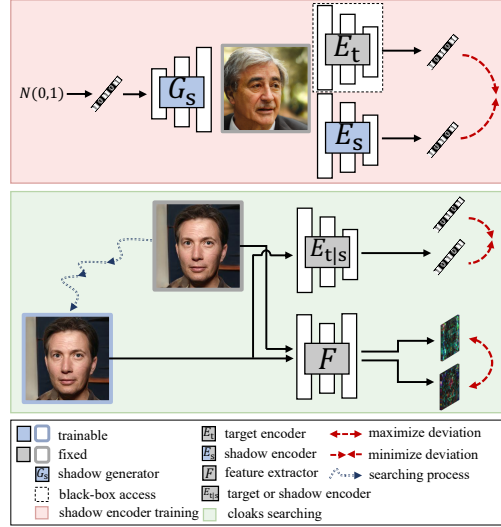 N(0,1)
G_s
E_t
E_s
E_t|s
F
trainable
fixed
G_s shadow generator
black-box access
shadow encoder training
E_t target encoder
E_s shadow encoder
F feature extractor
E_t|s target or shadow encoder
cloaks searching
maximize deviation
minimize deviation
searching process